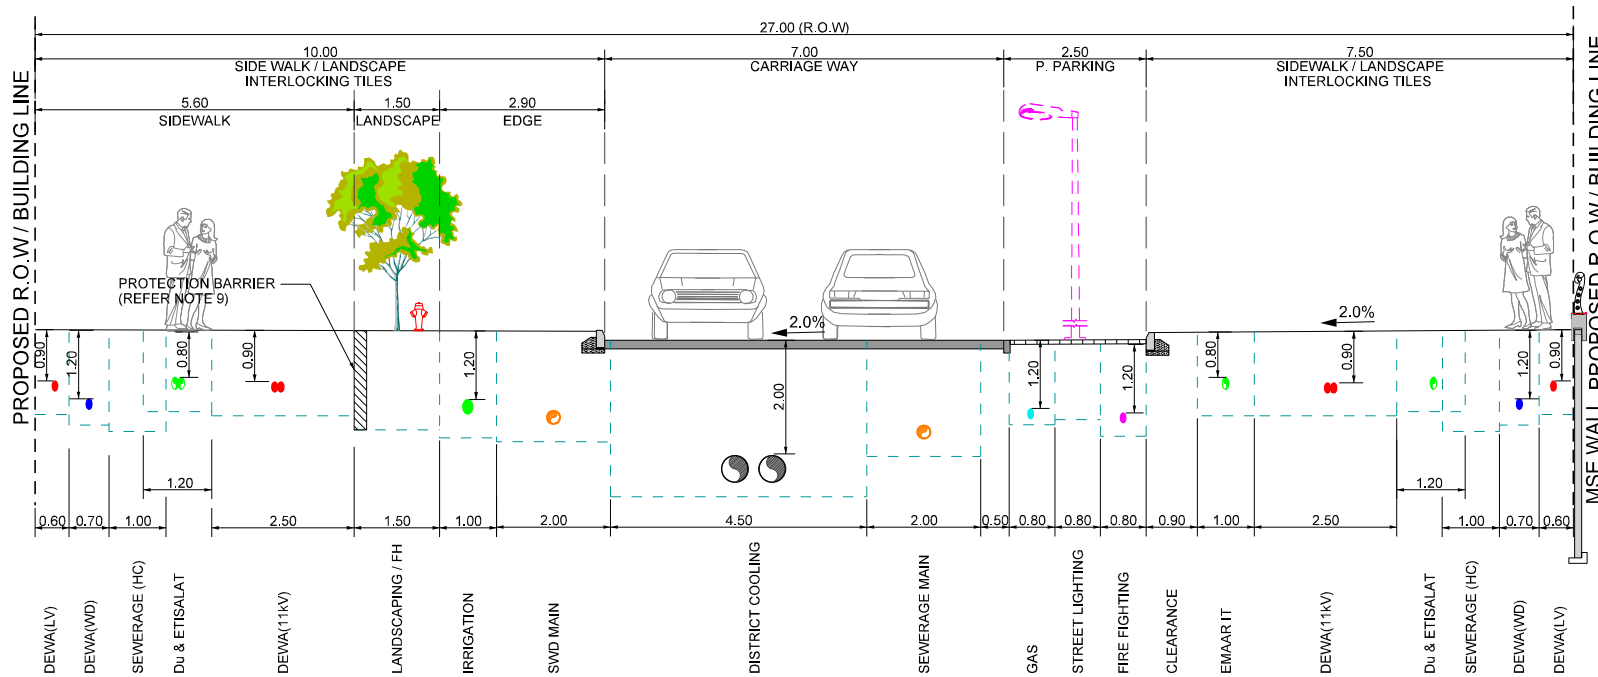 27.00 (R.O.W)
10.00
7.00
2.50
7.50
SIDE WALK / LANDSCAPE
INTERLOCKING TILES
CARRIAGE WAY
P. PARKING
SIDEWALK / LANDSCAPE
INTERLOCKING TILES
5.60
1.50
2.90
SIDEWALK
LANDSCAPE
EDGE
PROPOSED R.O.W / BUILDING LINE
MSE WALL PROPOSED R.O.W / BUILDING LINE
PROTECTION BARRIER
(REFER NOTE 9)
2.0%
2.0%
0.90
1.20
0.80
0.90
1.20
2.00
1.20
1.20
0.80
0.90
1.20
0.90
1.20
1.20
0.60
0.70
1.00
2.50
1.50
1.00
2.00
4.50
2.00
0.50
0.80
0.80
0.80
0.90
1.00
2.50
1.00
0.70
0.60
DEWA(LV)
DEWA(WD)
SEWERAGE (HC)
Du & ETISALAT
DEWA(11kV)
LANDSCAPING / FH
IRRIGATION
SWD MAIN
DISTRICT COOLING
SEWERAGE MAIN
GAS
STREET LIGHTING
FIRE FIGHTING
CLEARANCE
EMAAR IT
DEWA(11kV)
Du & ETISALAT
SEWERAGE (HC)
DEWA(WD)
DEWA(LV)